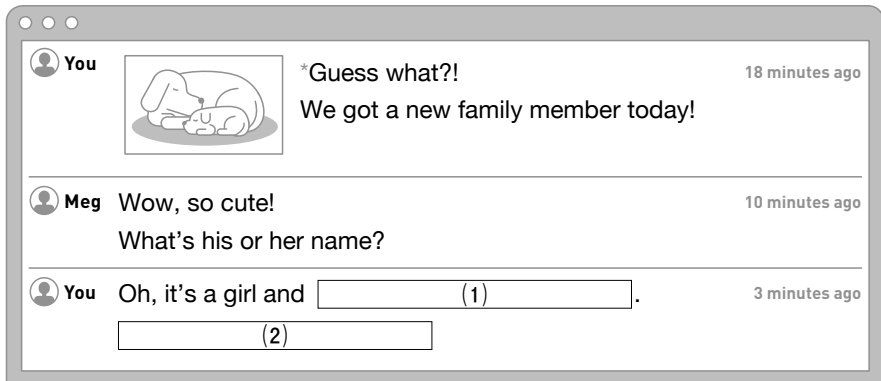 You
*Guess what?!
18 minutes ago
We got a new family member today!
Meg
Wow, so cute!
10 minutes ago
What's his or her name?
You
Oh, it's a girl and (1).
3 minutes ago
(2)